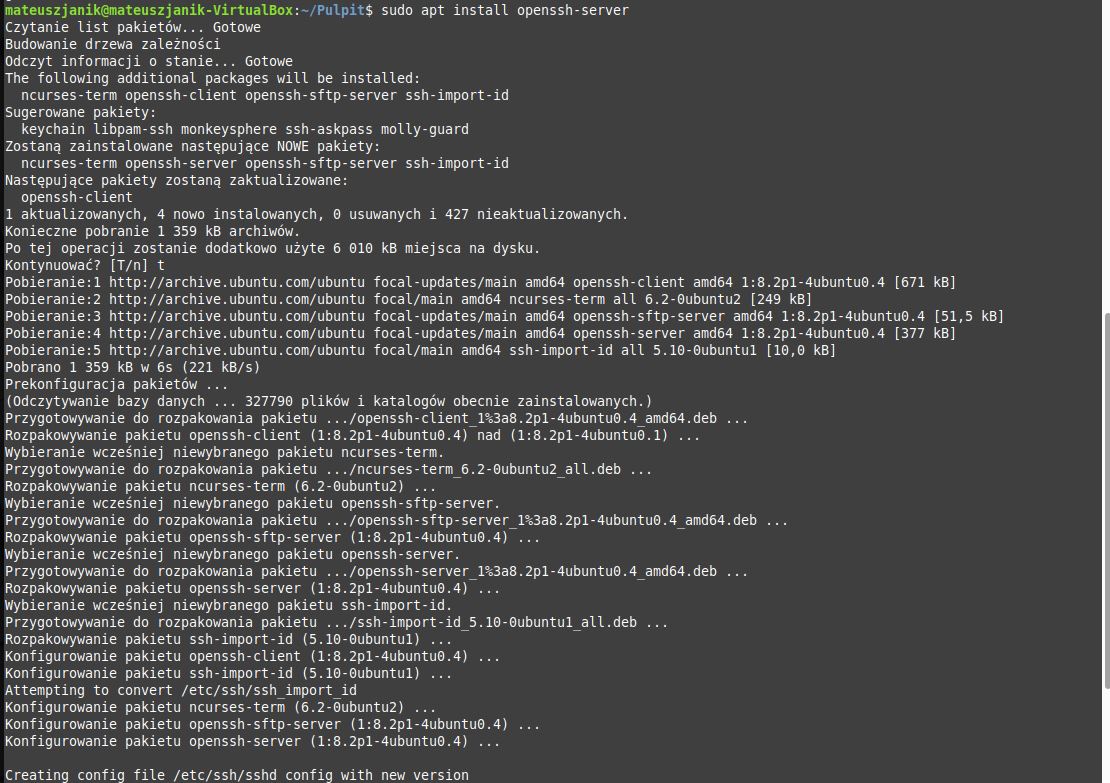 mateuszjanik@mateuszjanik-VirtualBox:~/Pulpit$ sudo apt install openssh-server
Czytanie list pakietów... Gotowe
Budowanie drzewa zależności
Odczyt informacji o stanie... Gotowe
The following additional packages will be installed:
  ncurses-term openssh-client openssh-sftp-server ssh-import-id
Sugerowane pakiety:
  keychain libpam-ssh monkeysphere ssh-askpass molly-guard
Zostaną zainstalowane następujące NOWE pakiety:
  ncurses-term openssh-server openssh-sftp-server ssh-import-id
Następujące pakiety zostaną zaktualizowane:
  openssh-client
1 aktualizowanych, 4 nowo instalowanych, 0 usuwanych i 427 nieaktualizowanych.
Konieczne pobranie 1 359 kB archiwów.
Po tej operacji zostanie dodatkowo użyte 6 010 kB miejsca na dysku.
Kontynuować? [T/n] t
Pobieranie:1 http://archive.ubuntu.com/ubuntu focal-updates/main amd64 openssh-client amd64 1:8.2p1-4ubuntu0.4 [671 kB]
Pobieranie:2 http://archive.ubuntu.com/ubuntu focal/main amd64 ncurses-term all 6.2-0ubuntu2 [249 kB]
Pobieranie:3 http://archive.ubuntu.com/ubuntu focal-updates/main amd64 openssh-sftp-server amd64 1:8.2p1-4ubuntu0.4 [51,5 kB]
Pobieranie:4 http://archive.ubuntu.com/ubuntu focal-updates/main amd64 openssh-server amd64 1:8.2p1-4ubuntu0.4 [377 kB]
Pobieranie:5 http://archive.ubuntu.com/ubuntu focal/main amd64 ssh-import-id all 5.10-0ubuntu1 [10,0 kB]
Pobrano 1 359 kB w 6s (221 kB/s)
Prekonfiguracja pakietów ...
(Odczytywanie bazy danych ... 327790 plików i katalogów obecnie zainstalowanych.)
Przygotowywanie do rozpakowania pakietu .../openssh-client_1%3a8.2p1-4ubuntu0.4_amd64.deb ...
Rozpakowywanie pakietu openssh-client (1:8.2p1-4ubuntu0.4) nad (1:8.2p1-4ubuntu0.1) ...
Wybieranie wcześniej niewybranego pakietu ncurses-term.
Przygotowywanie do rozpakowania pakietu .../ncurses-term_6.2-0ubuntu2_all.deb ...
Rozpakowywanie pakietu ncurses-term (6.2-0ubuntu2) ...
Wybieranie wcześniej niewybranego pakietu openssh-sftp-server.
Przygotowywanie do rozpakowania pakietu .../openssh-sftp-server_1%3a8.2p1-4ubuntu0.4_amd64.deb ...
Rozpakowywanie pakietu openssh-sftp-server (1:8.2p1-4ubuntu0.4) ...
Wybieranie wcześniej niewybranego pakietu openssh-server.
Przygotowywanie do rozpakowania pakietu .../openssh-server_1%3a8.2p1-4ubuntu0.4_amd64.deb ...
Rozpakowywanie pakietu openssh-server (1:8.2p1-4ubuntu0.4) ...
Wybieranie wcześniej niewybranego pakietu ssh-import-id.
Przygotowywanie do rozpakowania pakietu .../ssh-import-id_5.10-0ubuntu1_all.deb ...
Rozpakowywanie pakietu ssh-import-id (5.10-0ubuntu1) ...
Konfigurowanie pakietu openssh-client (1:8.2p1-4ubuntu0.4) ...
Konfigurowanie pakietu ssh-import-id (5.10-0ubuntu1) ...
Attempting to convert /etc/ssh/ssh_import_id
Konfigurowanie pakietu ncurses-term (6.2-0ubuntu2) ...
Konfigurowanie pakietu openssh-sftp-server (1:8.2p1-4ubuntu0.4) ...
Konfigurowanie pakietu openssh-server (1:8.2p1-4ubuntu0.4) ...

Creating config file /etc/ssh/sshd config with new version